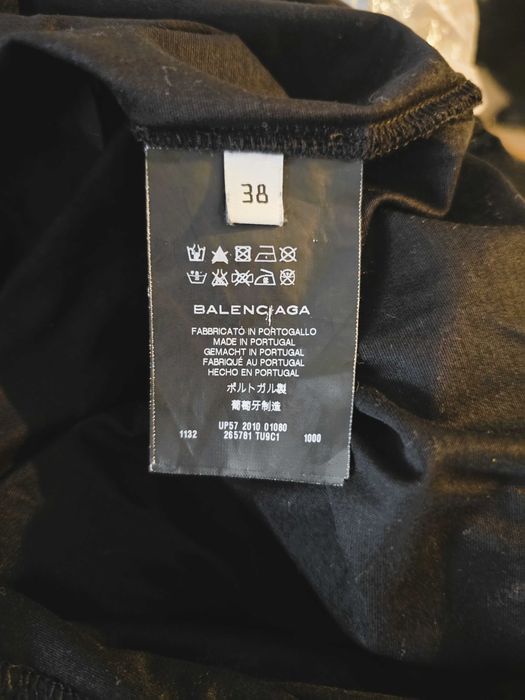 38
BALENCIAGA
FABBRICATO IN PORTOGALLO
MADE IN PORTUGAL
GEMACHT IN PORTUGAL
FABRIQUÉ AU PORTUGAL
HECHO EN PORTUGAL
ポルトガル製
葡萄牙制造
UP57 2010 01080
1132 265781 TU9C1 1000